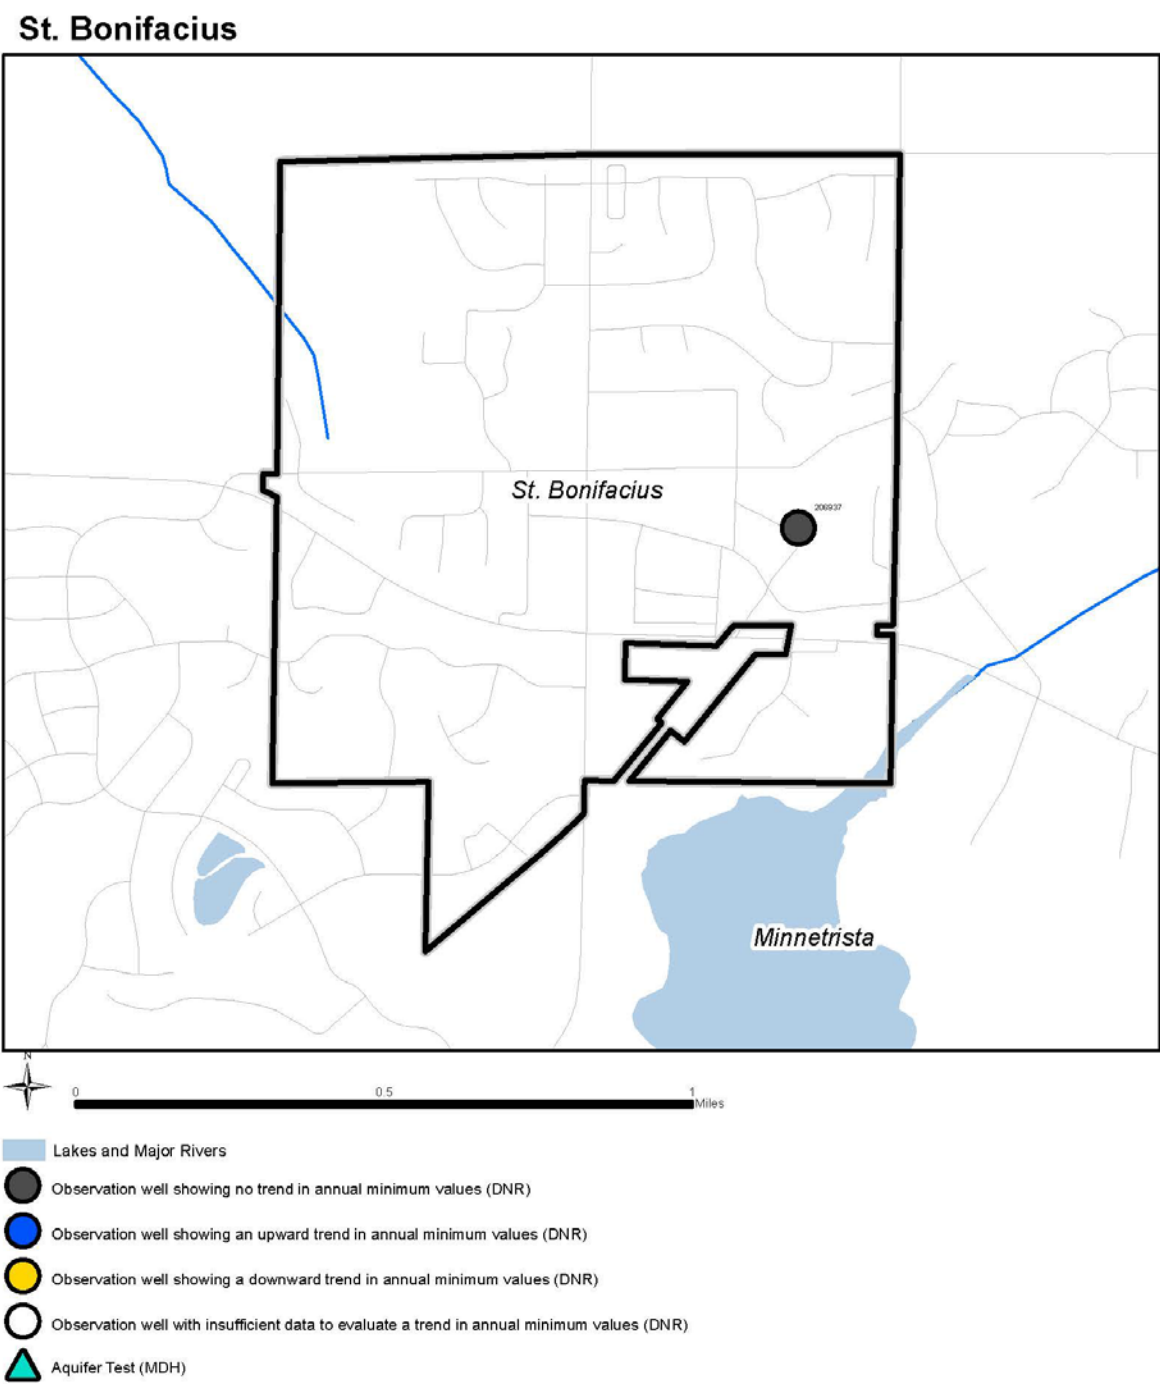 St. Bonifacius
St. Bonifacius
206937
Minnetrista
N
0 0.5 1
Miles
Lakes and Major Rivers
Observation well showing no trend in annual minimum values (DNR)
Observation well showing an upward trend in annual minimum values (DNR)
Observation well showing a downward trend in annual minimum values (DNR)
Observation well with insufficient data to evaluate a trend in annual minimum values (DNR)
Aquifer Test (MDH)